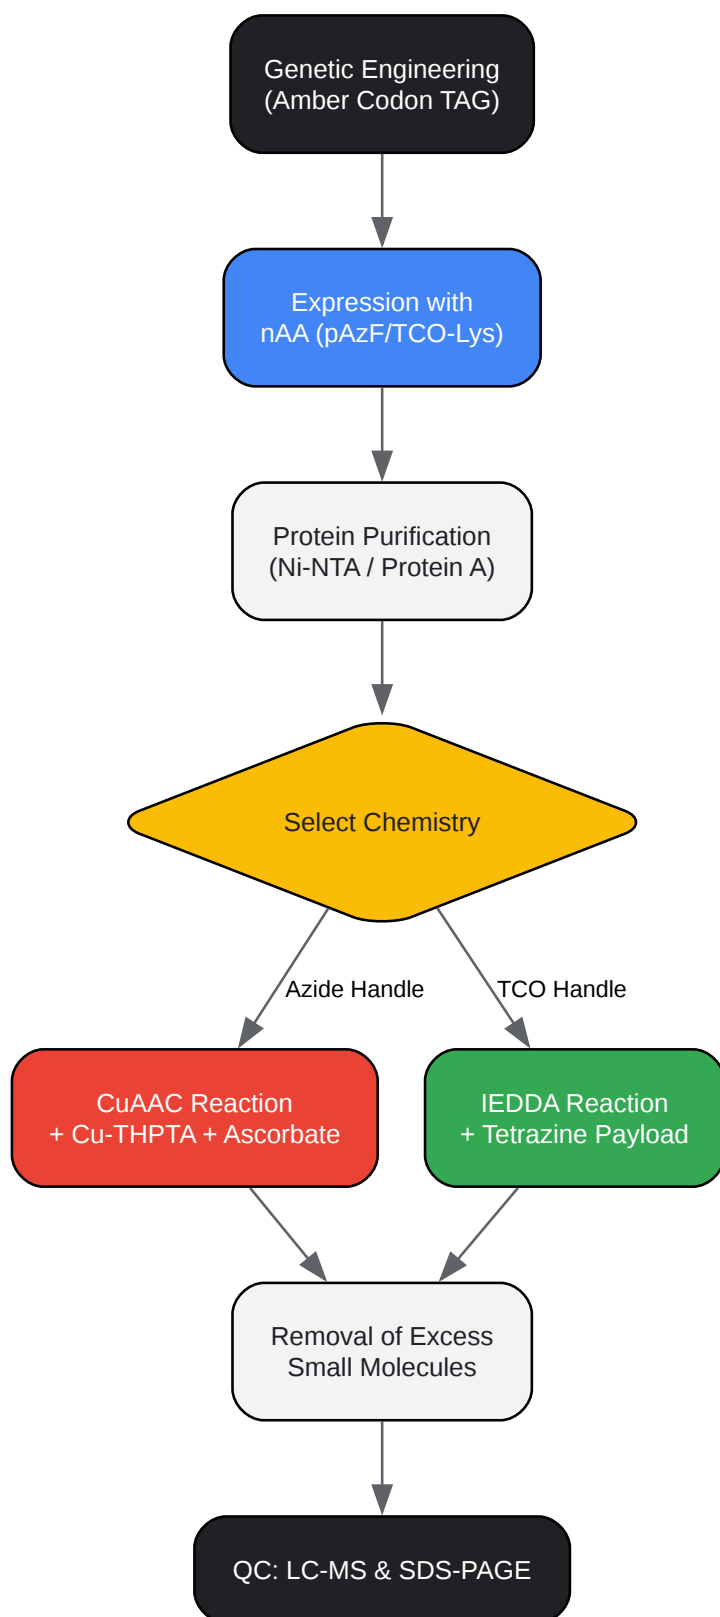 Genetic Engineering
(Amber Codon TAG)
Expression with
nAA (pAzF/TCO-Lys)
Protein Purification
(Ni-NTA / Protein A)
Select Chemistry
Azide Handle
TCO Handle
CuAAC Reaction
+ Cu-THPTA + Ascorbate
IEDDA Reaction
+ Tetrazine Payload
Removal of Excess
Small Molecules
QC: LC-MS & SDS-PAGE